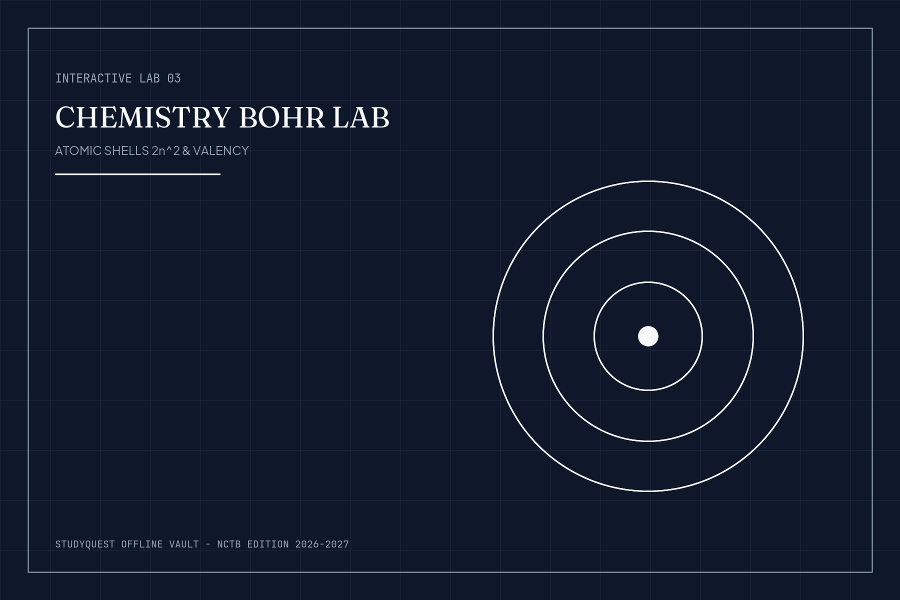 INTERACTIVE LAB 03
CHEMISTRY BOHR LAB
ATOMIC SHELLS 2n^2 & VALENCY
STUDYQUEST OFFLINE VAULT - NCTB EDITION 2026-2027